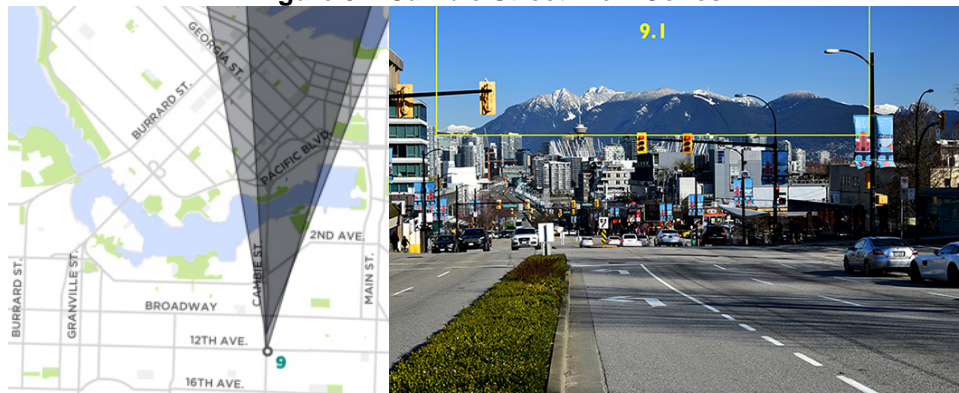 GEORGIA ST.
BURRARD ST.
PACIFIC BLVD.
2ND AVE.
CAMBIE ST.
MAIN ST.
BURRARD ST.
GRANVILLE ST.
BROADWAY
12TH AVE.
9
16TH AVE.
9.1